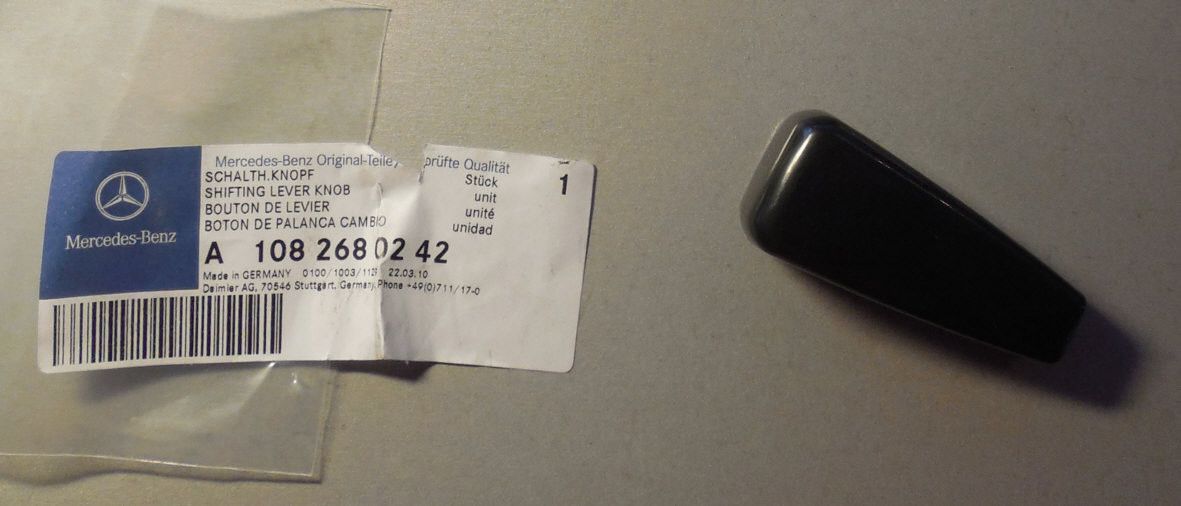 Mercedes-Benz
Mercedes-Benz Original-Teile, prüfte Qualität
SCHALTH.KNOPF
SHIFTING LEVER KNOB
BOUTON DE LEVIER
BOTON DE PALANCA CAMBIO
Stück
unit
unité
unidad
1
A 108 268 02 42
Made in GERMANY 0100/1003/112 22.03.10
Daimler AG, 70546 Stuttgart, Germany, Phone +49(0)711/17-0